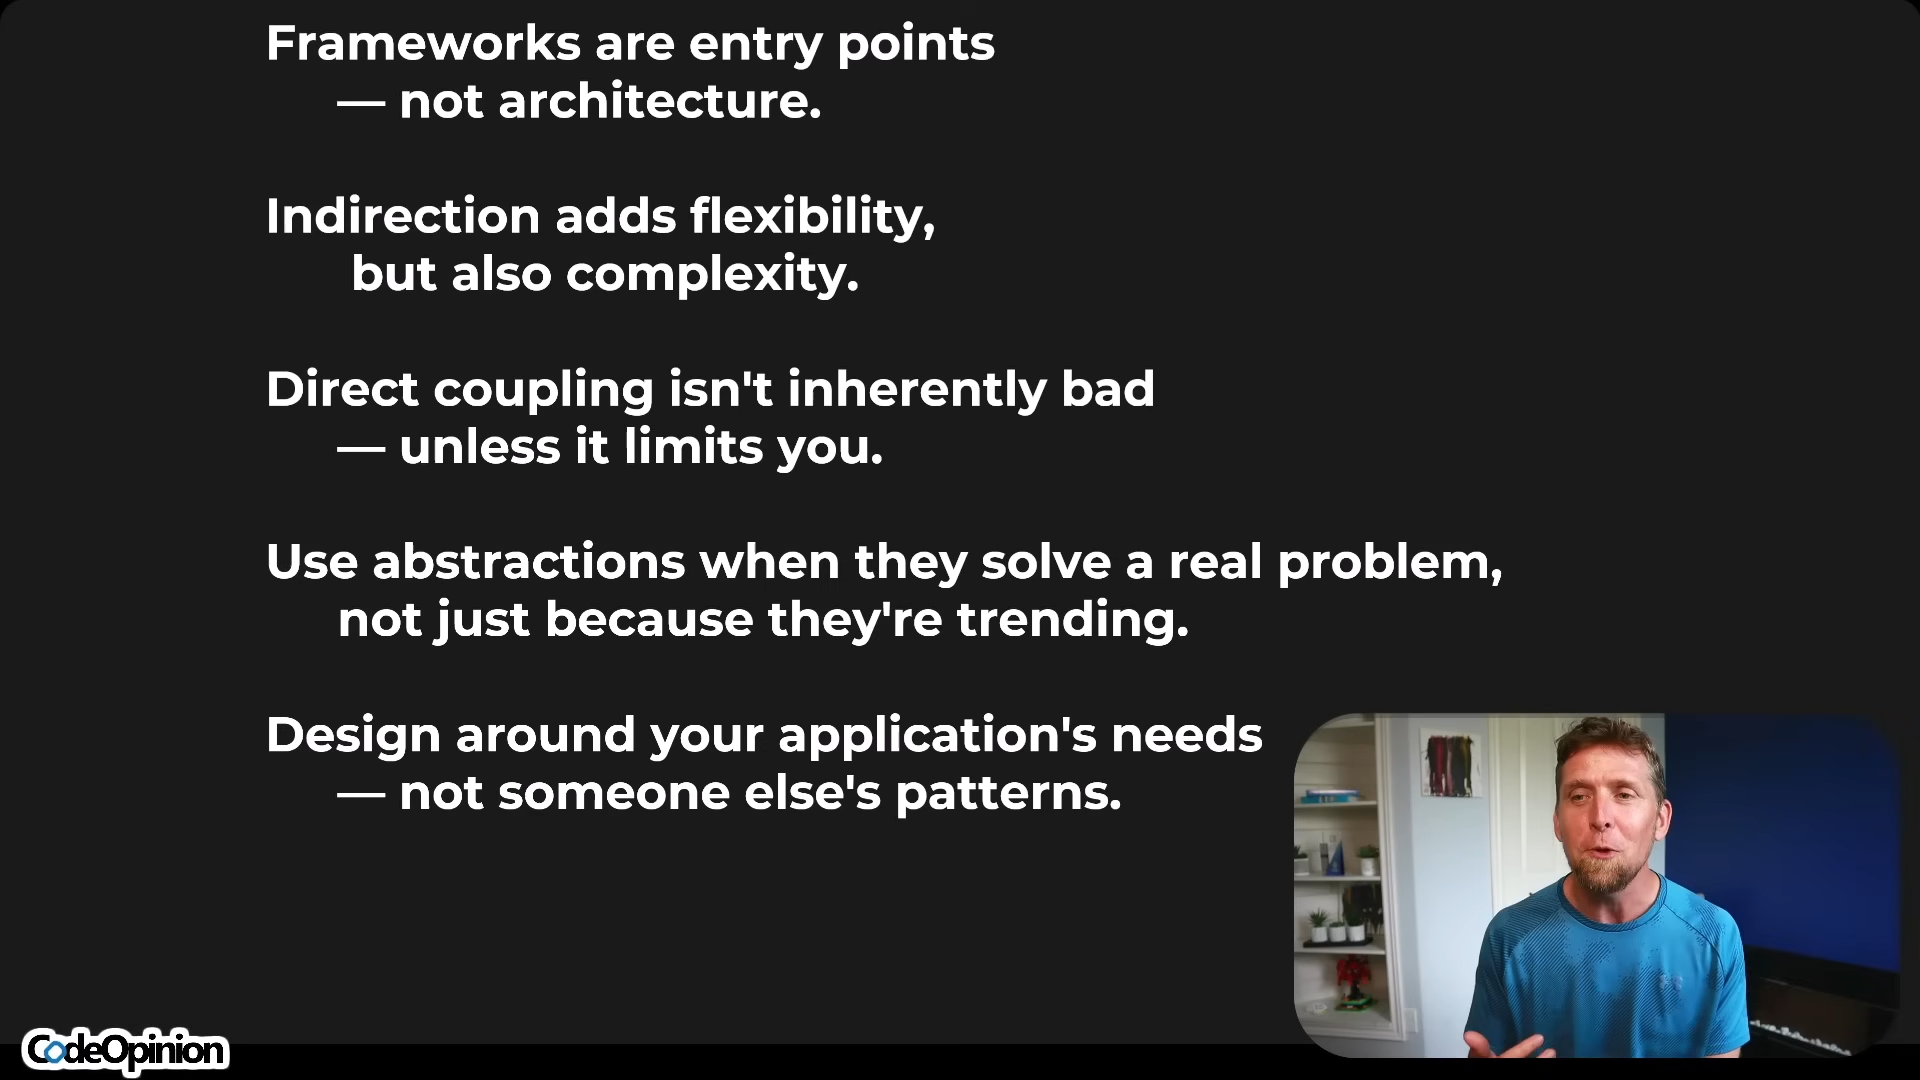 Frameworks are entry points
— not architecture.
Indirection adds flexibility,
but also complexity.
Direct coupling isn't inherently bad
— unless it limits you.
Use abstractions when they solve a real problem,
not just because they're trending.
Design around your application's needs
— not someone else's patterns.
CodeOpinion